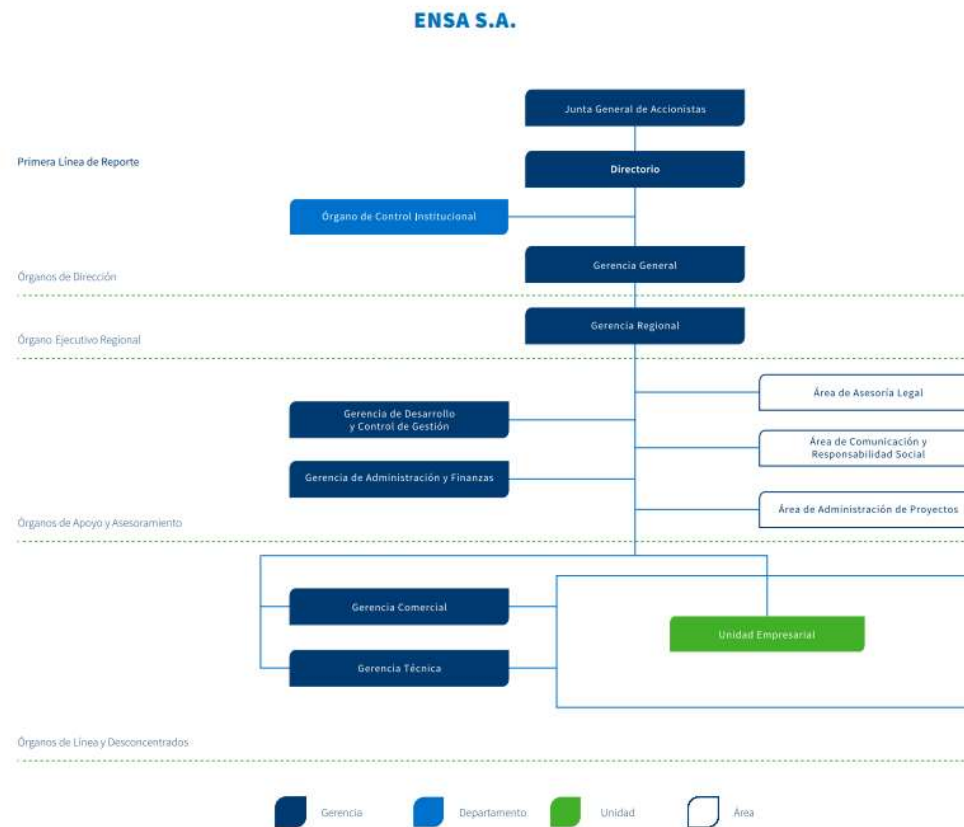 ENSA S.A.
Junta General de Accionistas
Primera Línea de Reporte
Directorio
Órgano de Control Institucional
Gerencia General
Órganos de Dirección
Gerencia Regional
Órgano Ejecutivo Regional
Área de Asesoría Legal
Gerencia de Desarrollo
y Control de Gestión
Área de Comunicación y
Responsabilidad Social
Gerencia de Administración y Finanzas
Área de Administración de Proyectos
Órganos de Apoyo y Asesoramiento
Gerencia Comercial
Unidad Empresarial
Gerencia Técnica
Órganos de Línea y Desconcentrados
Gerencia
Departamento
Unidad
Área